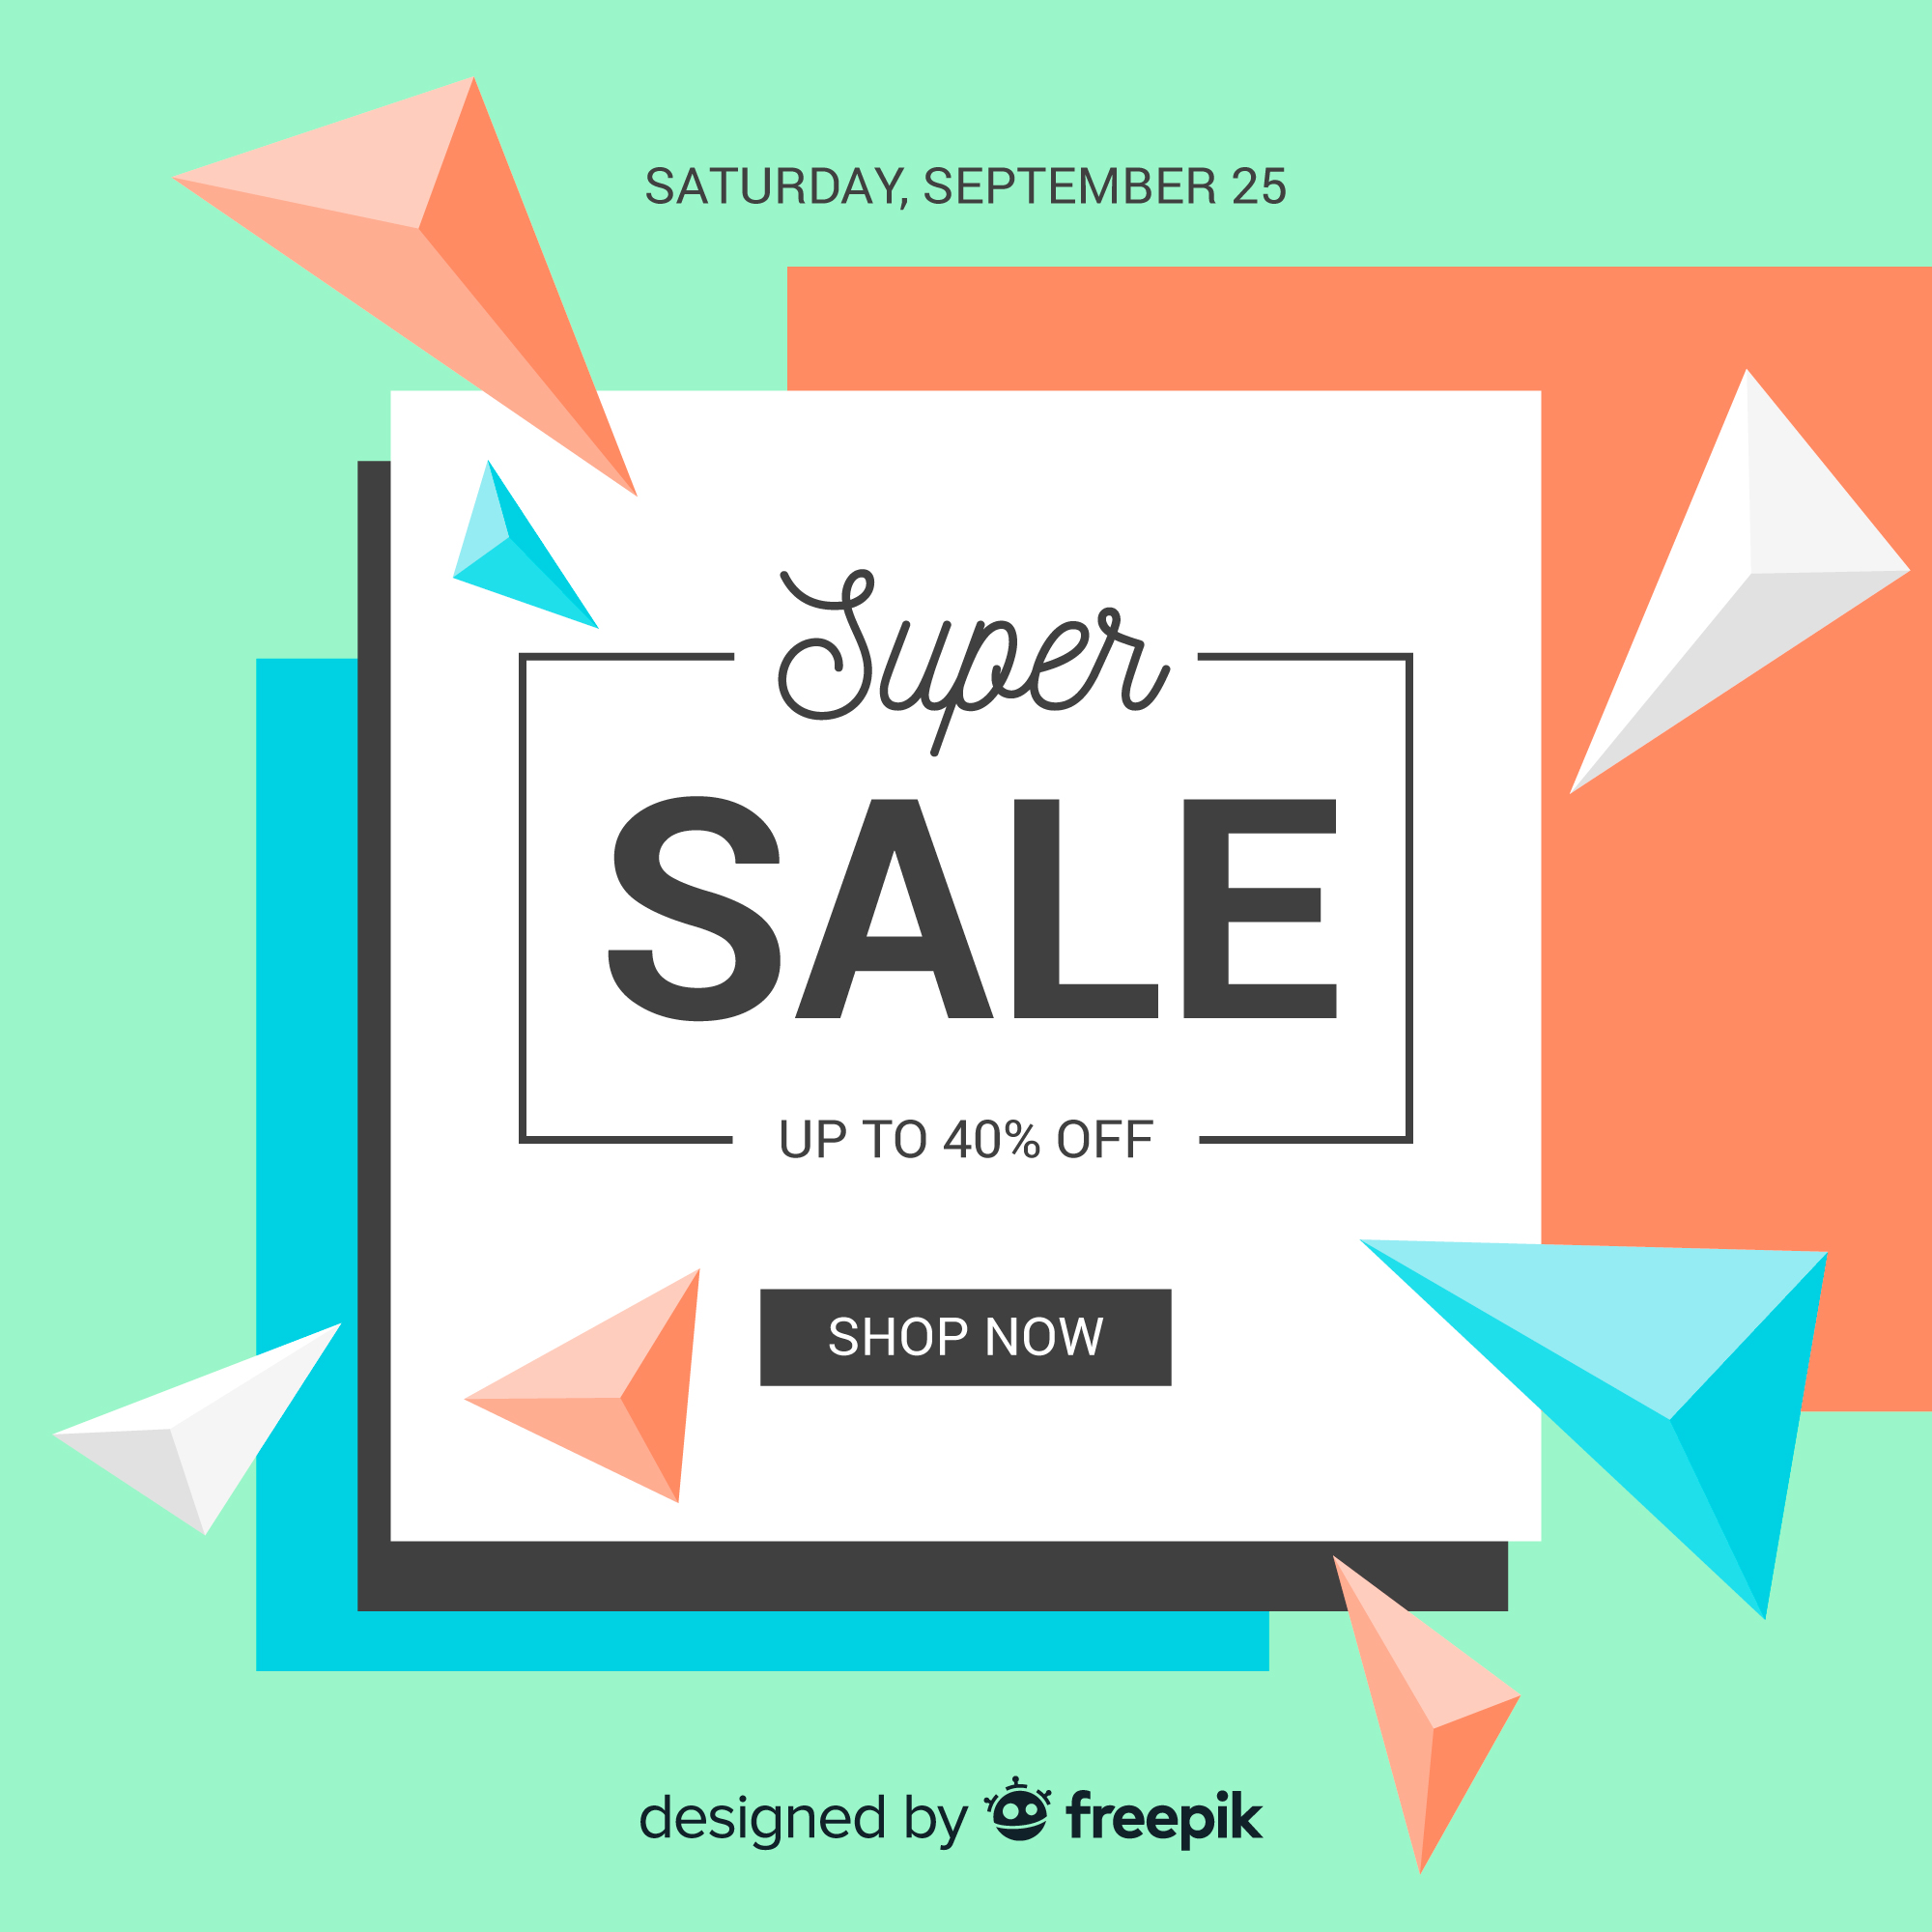 SATURDAY, SEPTEMBER 25
Super
SALE
UP TO 40% OFF
SHOP NOW
designed by freepik